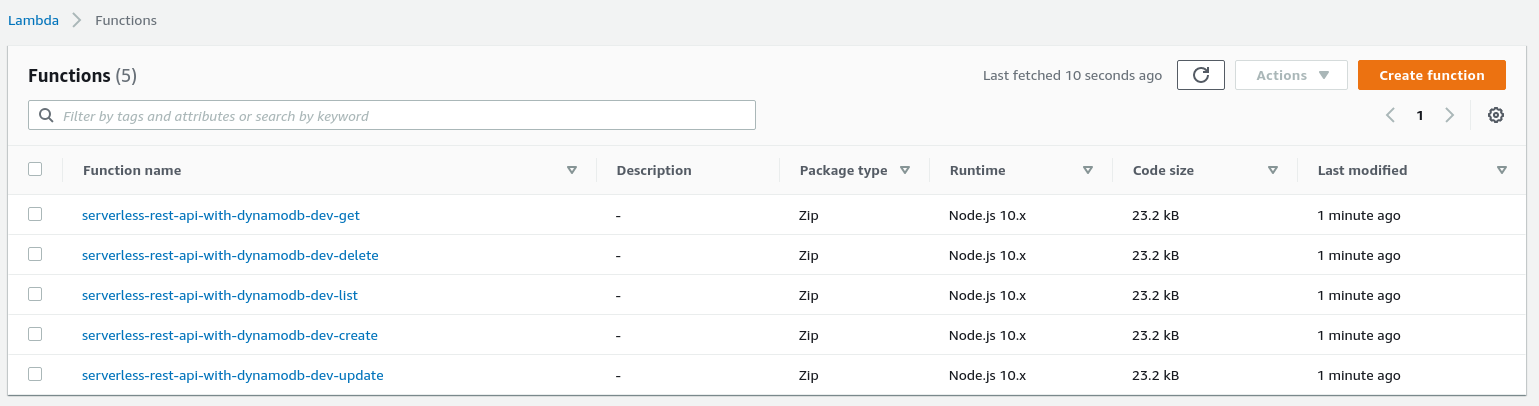 Lambda > Functions
Functions (5) Last fetched 10 seconds ago Actions Create function
Filter by tags and attributes or search by keyword 1
Function name Description Package type Runtime Code size Last modified
serverless-rest-api-with-dynamodb-dev-get - Zip Node.js 10.x 23.2 kB 1 minute ago
serverless-rest-api-with-dynamodb-dev-delete - Zip Node.js 10.x 23.2 kB 1 minute ago
serverless-rest-api-with-dynamodb-dev-list - Zip Node.js 10.x 23.2 kB 1 minute ago
serverless-rest-api-with-dynamodb-dev-create - Zip Node.js 10.x 23.2 kB 1 minute ago
serverless-rest-api-with-dynamodb-dev-update - Zip Node.js 10.x 23.2 kB 1 minute ago